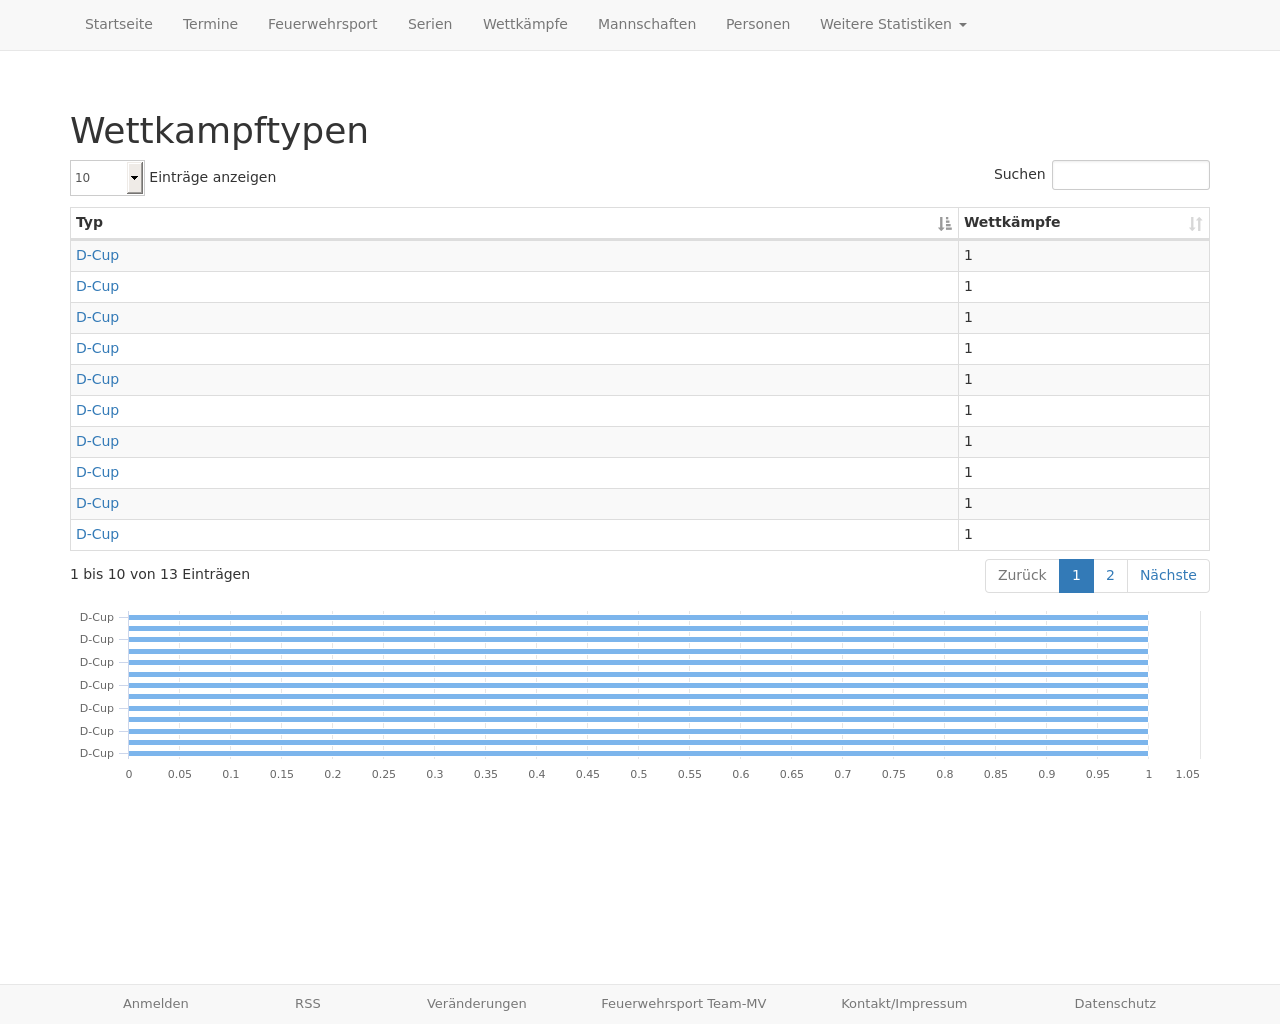 Startseite Termine Feuerwehrsport Serien Wettkämpfe Mannschaften Personen Weitere Statistiken
Wettkampftypen
10 Einträge anzeigen Suchen
Typ Wettkämpfe
D-Cup 1
D-Cup 1
D-Cup 1
D-Cup 1
D-Cup 1
D-Cup 1
D-Cup 1
D-Cup 1
D-Cup 1
D-Cup 1
1 bis 10 von 13 Einträgen Zurück 1 2 Nächste
D-Cup
D-Cup
D-Cup
D-Cup
D-Cup
D-Cup
D-Cup
0 0.05 0.1 0.15 0.2 0.25 0.3 0.35 0.4 0.45 0.5 0.55 0.6 0.65 0.7 0.75 0.8 0.85 0.9 0.95 1 1.05
Anmelden RSS Veränderungen Feuerwehrsport Team-MV Kontakt/Impressum Datenschutz